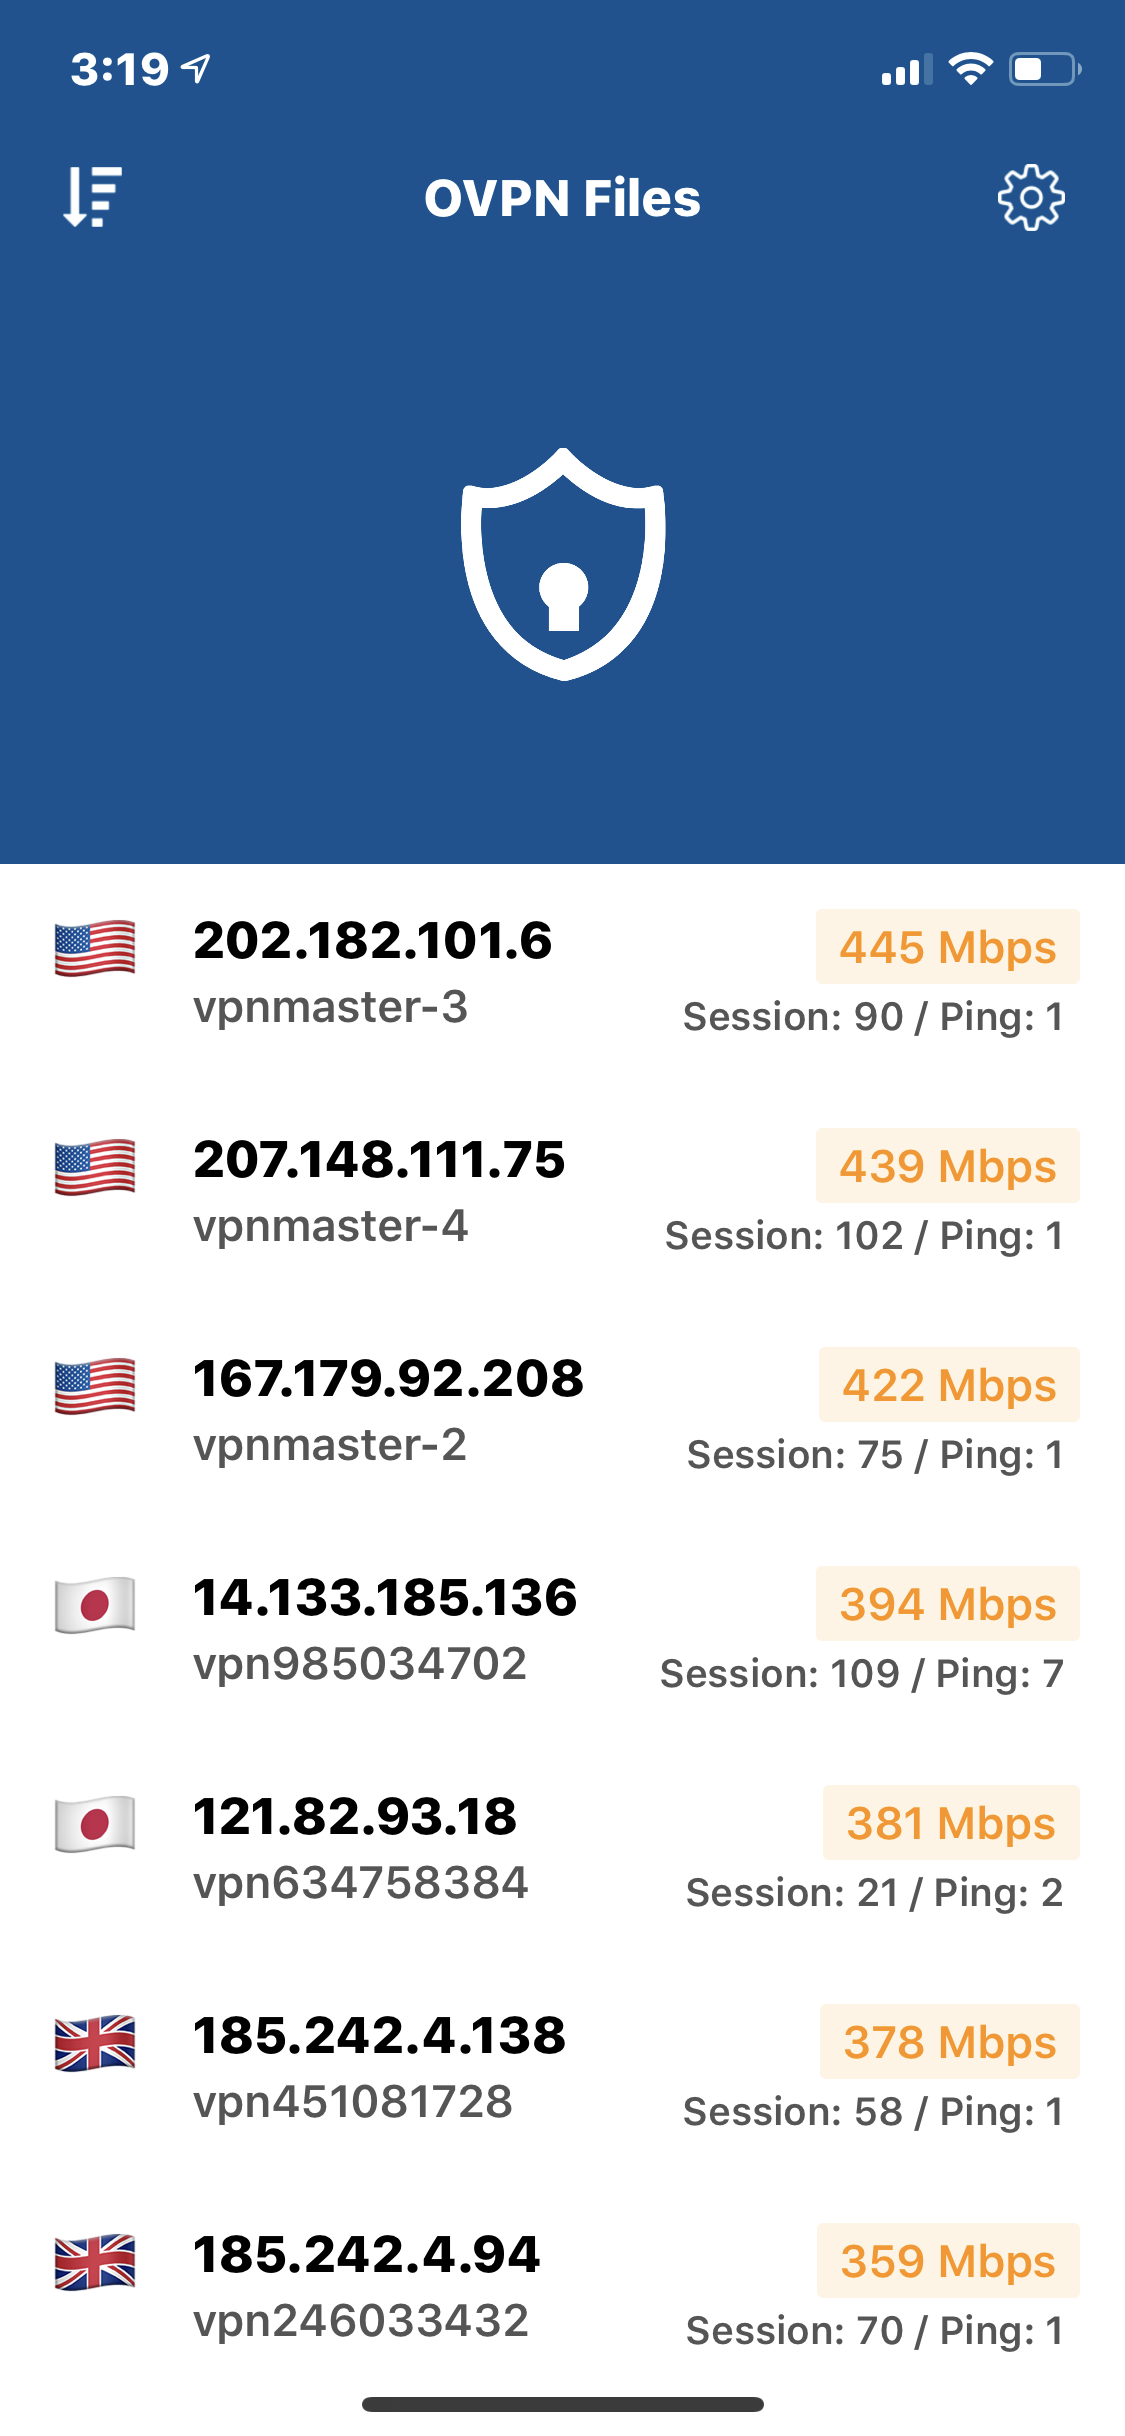 3:19
OVPN Files
202.182.101.6
445 Mbps
vpnmaster-3
Session: 90 / Ping: 1
207.148.111.75
439 Mbps
vpnmaster-4
Session: 102 / Ping: 1
167.179.92.208
422 Mbps
vpnmaster-2
Session: 75 / Ping: 1
14.133.185.136
394 Mbps
vpn985034702
Session: 109 / Ping: 7
121.82.93.18
381 Mbps
vpn634758384
Session: 21 / Ping: 2
185.242.4.138
378 Mbps
vpn451081728
Session: 58 / Ping: 1
185.242.4.94
359 Mbps
vpn246033432
Session: 70 / Ping: 1